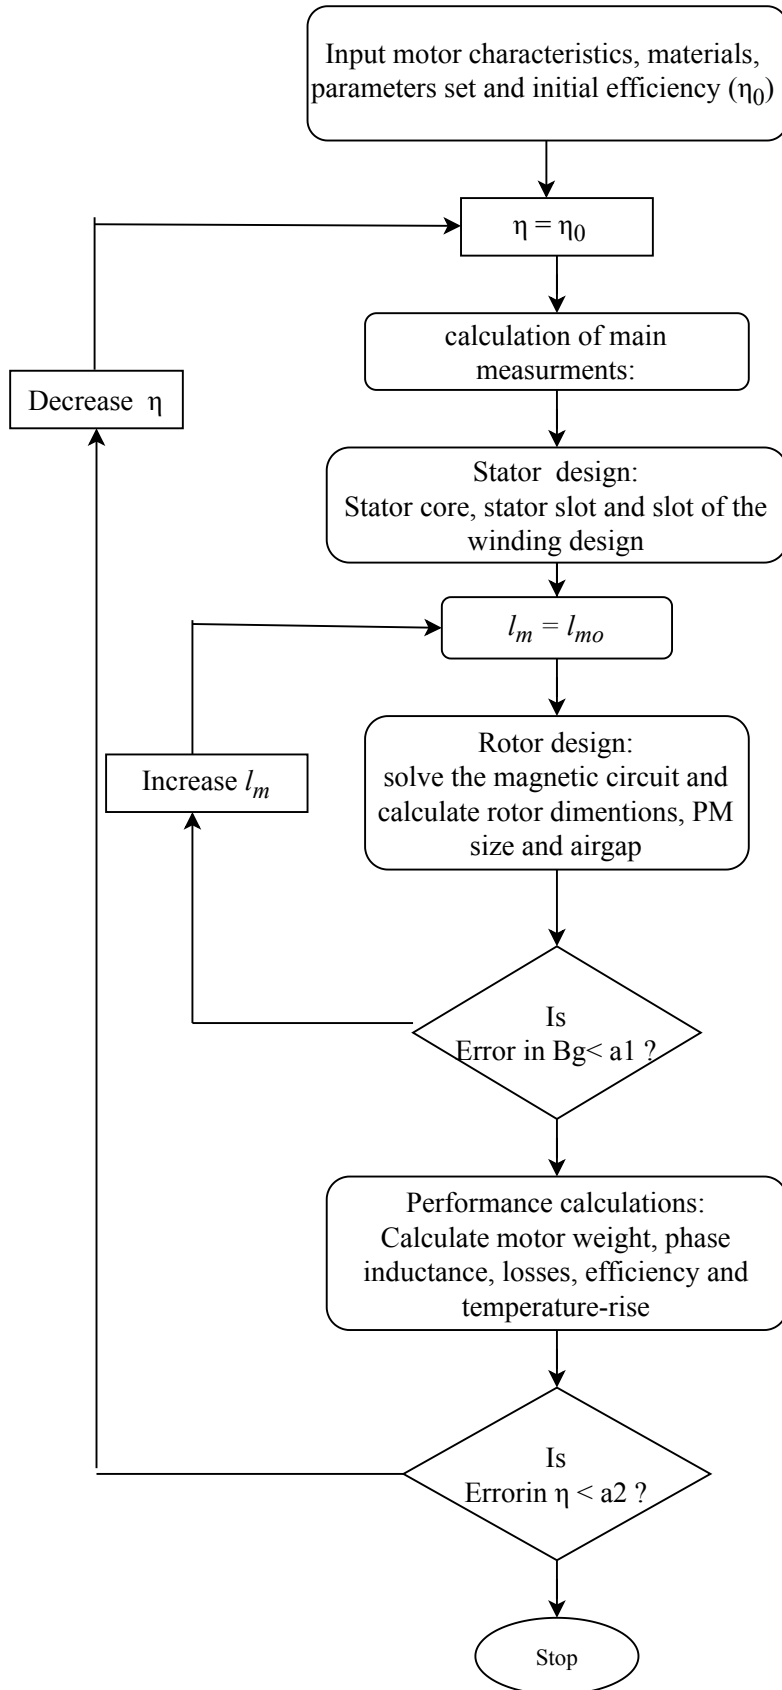 Input motor characteristics, materials,
parameters set and initial efficiency (η0)
η = η0
calculation of main
measurments:
Decrease η
Stator design:
Stator core, stator slot and slot of the
winding design
lm = lmo
Rotor design:
solve the magnetic circuit and
calculate rotor dimentions, PM
size and airgap
Increase lm
Is
Error in Bg< a1 ?
Performance calculations:
Calculate motor weight, phase
inductance, losses, efficiency and
temperature-rise
Is
Errorin η < a2 ?
Stop